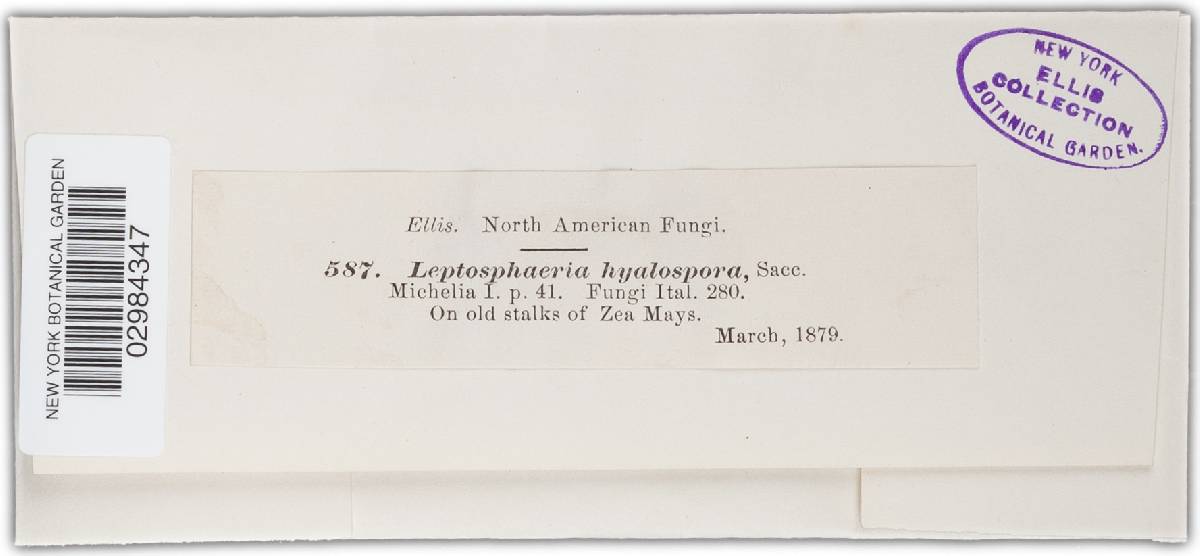 NEW YORK
ELLIS
COLLECTION
BOTANICAL GARDEN.
NEW YORK BOTANICAL GARDEN
02984347
Ellis. North American Fungi.
587. Leptosphaeria hyalospora, Sacc.
Michelia I. p. 41. Fungi Ital. 280.
On old stalks of Zea Mays.
March, 1879.